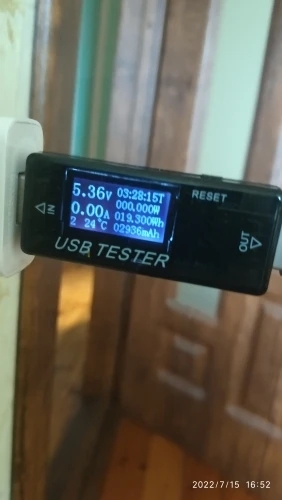 5.36V 03:28:15T
000.000W
0.00A 019.300Wh
2 24°C 02936mAh
RESET
IN
OUT
USB TESTER
2022/7/15 16:52